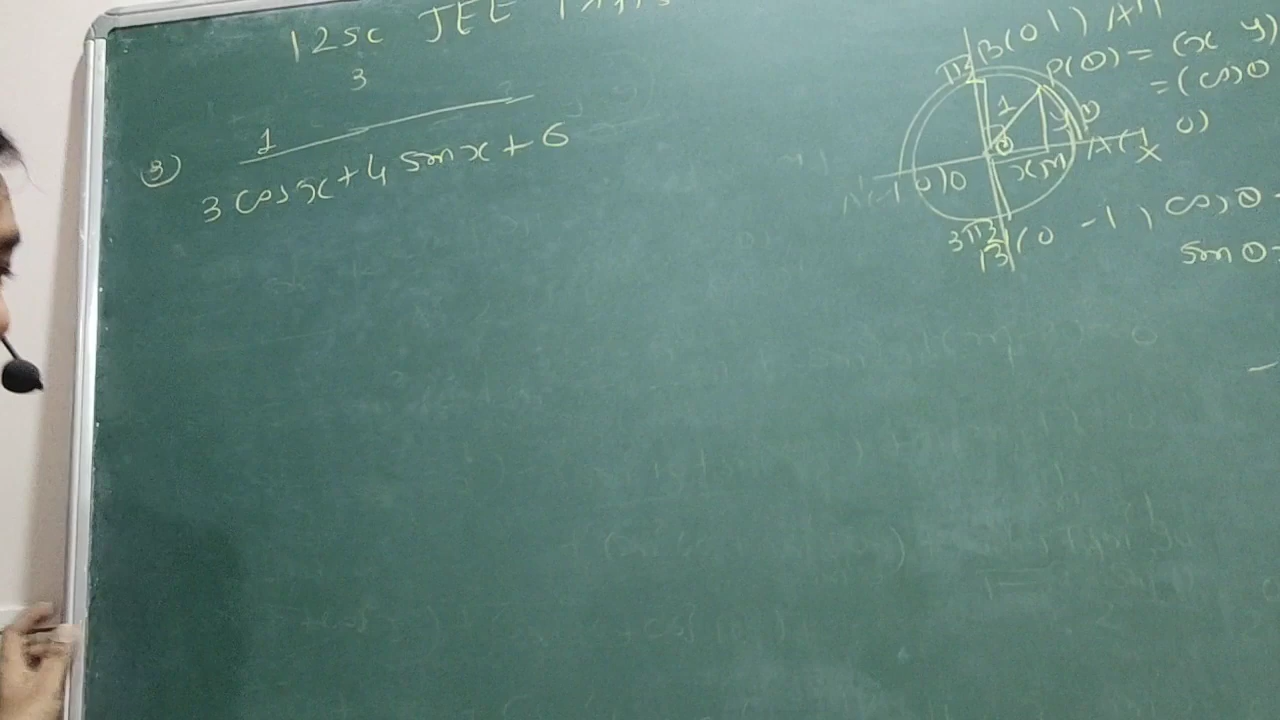 12sc JEE
3
3) 1
3 cos x + 4 sin x + 6
B(0 1)
π/2 P(θ) = (x y)
= (cos θ
1 y θ
θ A(1 0)
0) 0 x M X
3π/2 (0 -1) cos θ =
B'
sin θ =